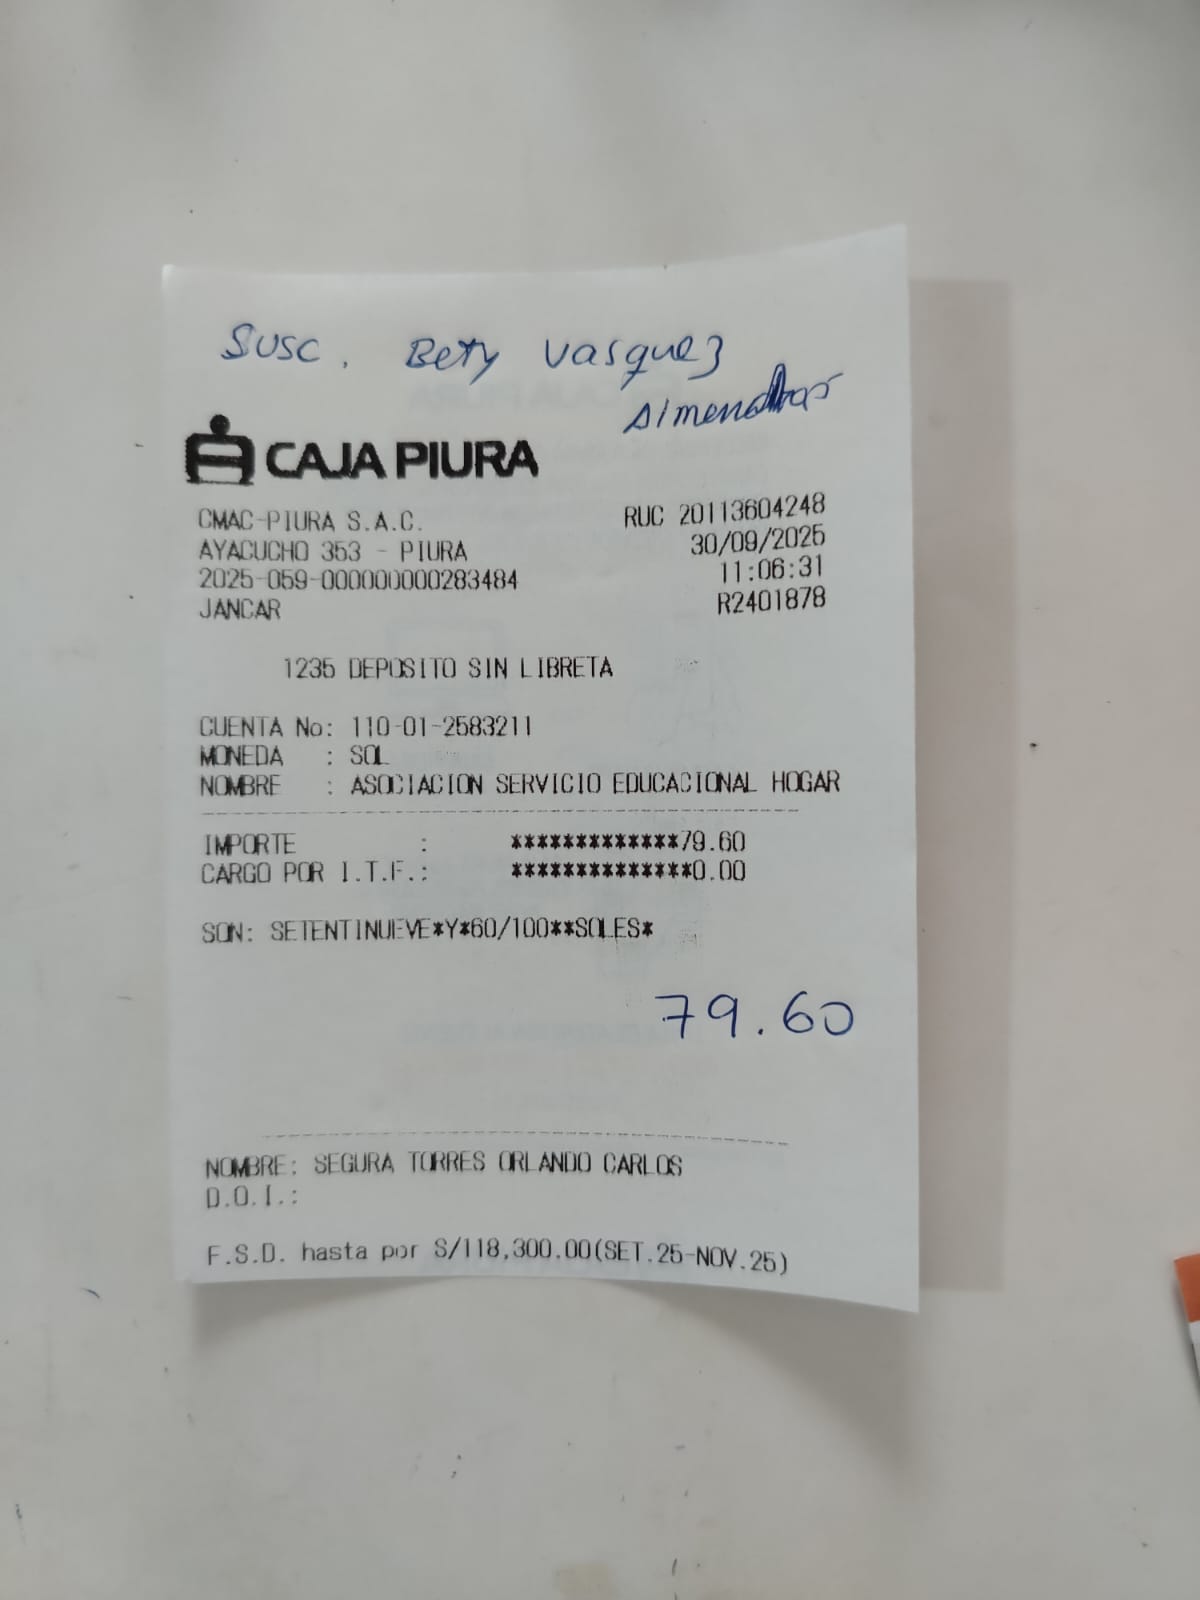 Susc. Bety Vasquez
Almendras
CAJA PIURA
CMAC-PIURA S.A.C. RUC 20113604248
AYACUCHO 353 - PIURA 30/09/2025
2025-059-000000000283484 11:06:31
JANCAR R2401878
1235 DEPOSITO SIN LIBRETA
CUENTA No: 110-01-2583211
MONEDA : SOL
NOMBRE : ASOCIACION SERVICIO EDUCACIONAL HOGAR
IMPORTE : *************79.60
CARGO POR I.T.F.: **************0.00
SON: SETENTINUEVE*Y*60/100**SOLES*
79.60
NOMBRE: SEGURA TORRES ORLANDO CARLOS
D.O.I.:
F.S.D. hasta por S/118,300.00(SET.25-NOV.25)